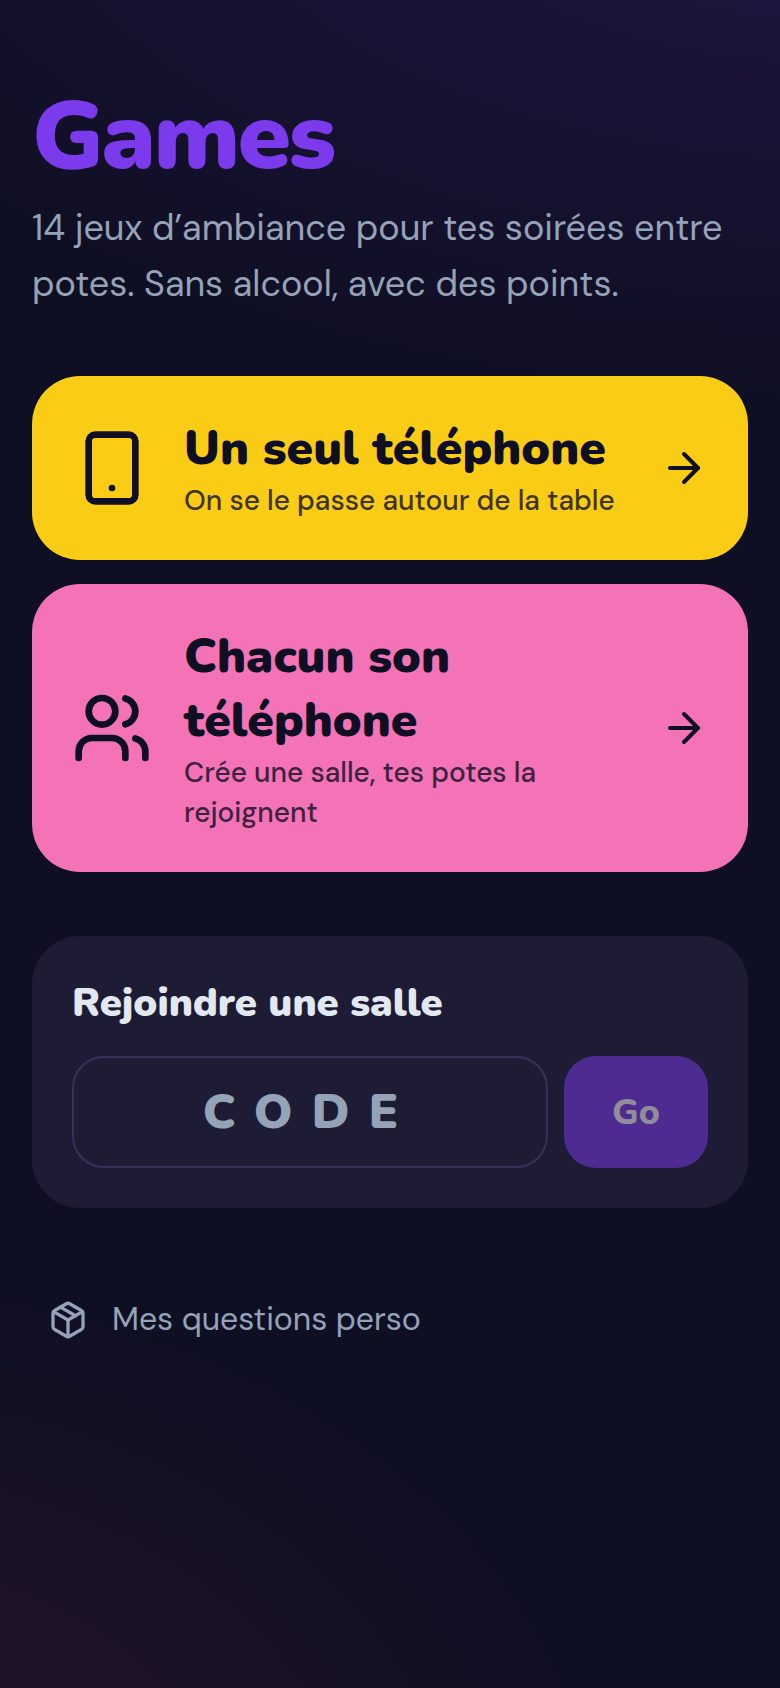 Games
14 jeux d’ambiance pour tes soirées entre
potes. Sans alcool, avec des points.
Un seul téléphone
On se le passe autour de la table
Chacun son
téléphone
Crée une salle, tes potes la
rejoignent
Rejoindre une salle
CODE
Go
Mes questions perso